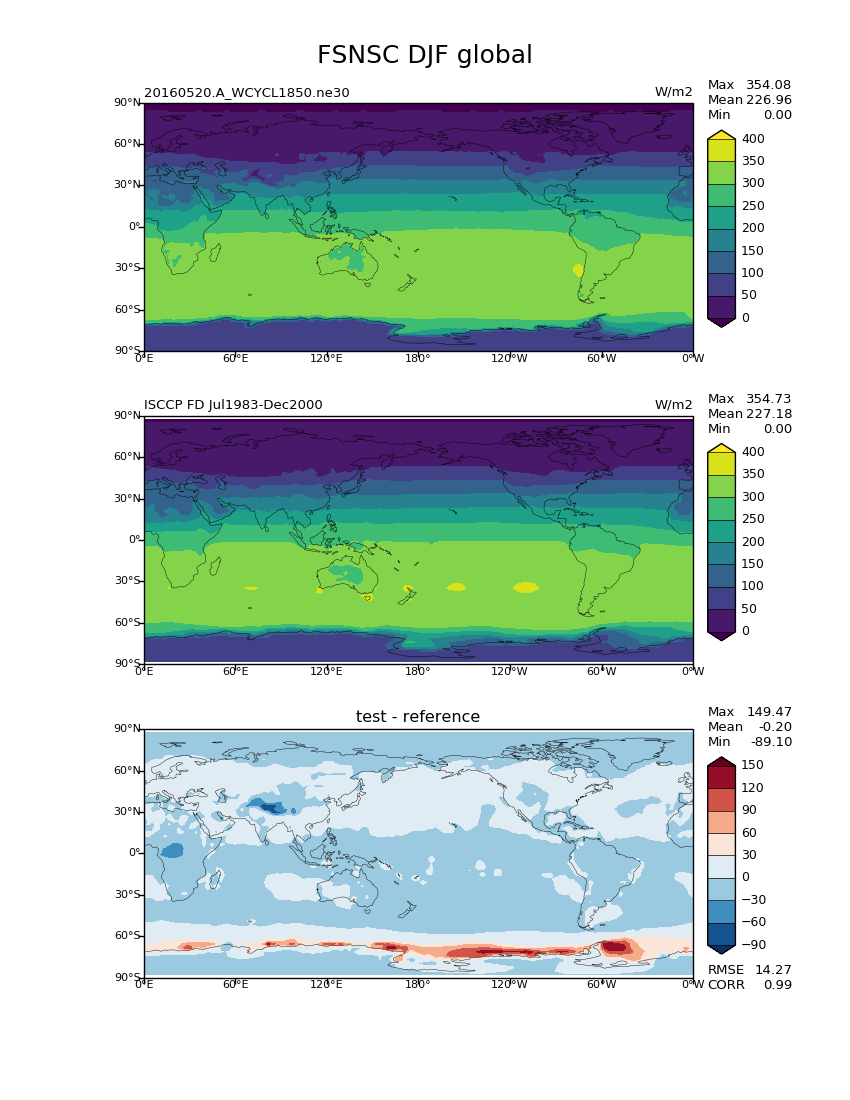 FSNSC DJF global
20160520.A_WCYCL1850.ne30 W/m2
Max 354.08
Mean 226.96
Min 0.00
90°N
60°N
30°N
0°
30°S
60°S
90°S
0°E 60°E 120°E 180° 120°W 60°W 0°W
400
350
300
250
200
150
100
50
0
ISCCP FD Jul1983-Dec2000 W/m2
Max 354.73
Mean 227.18
Min 0.00
90°N
60°N
30°N
0°
30°S
60°S
90°S
0°E 60°E 120°E 180° 120°W 60°W 0°W
400
350
300
250
200
150
100
50
0
test - reference
Max 149.47
Mean -0.20
Min -89.10
90°N
60°N
30°N
0°
30°S
60°S
90°S
0°E 60°E 120°E 180° 120°W 60°W 0°W
150
120
90
60
30
0
−30
−60
−90
RMSE 14.27
CORR 0.99